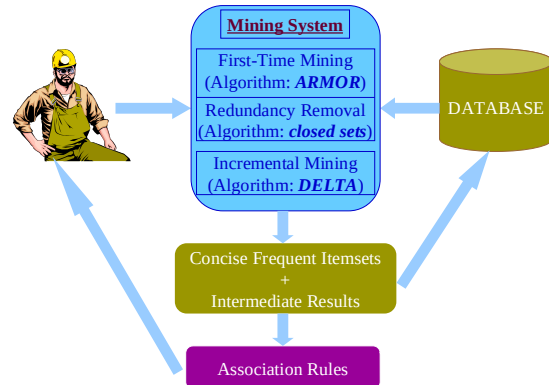 Mining System
First-Time Mining
(Algorithm: ARMOR)
Redundancy Removal
(Algorithm: closed sets)
Incremental Mining
(Algorithm: DELTA)
DATABASE
Concise Frequent Itemsets
+
Intermediate Results
Association Rules